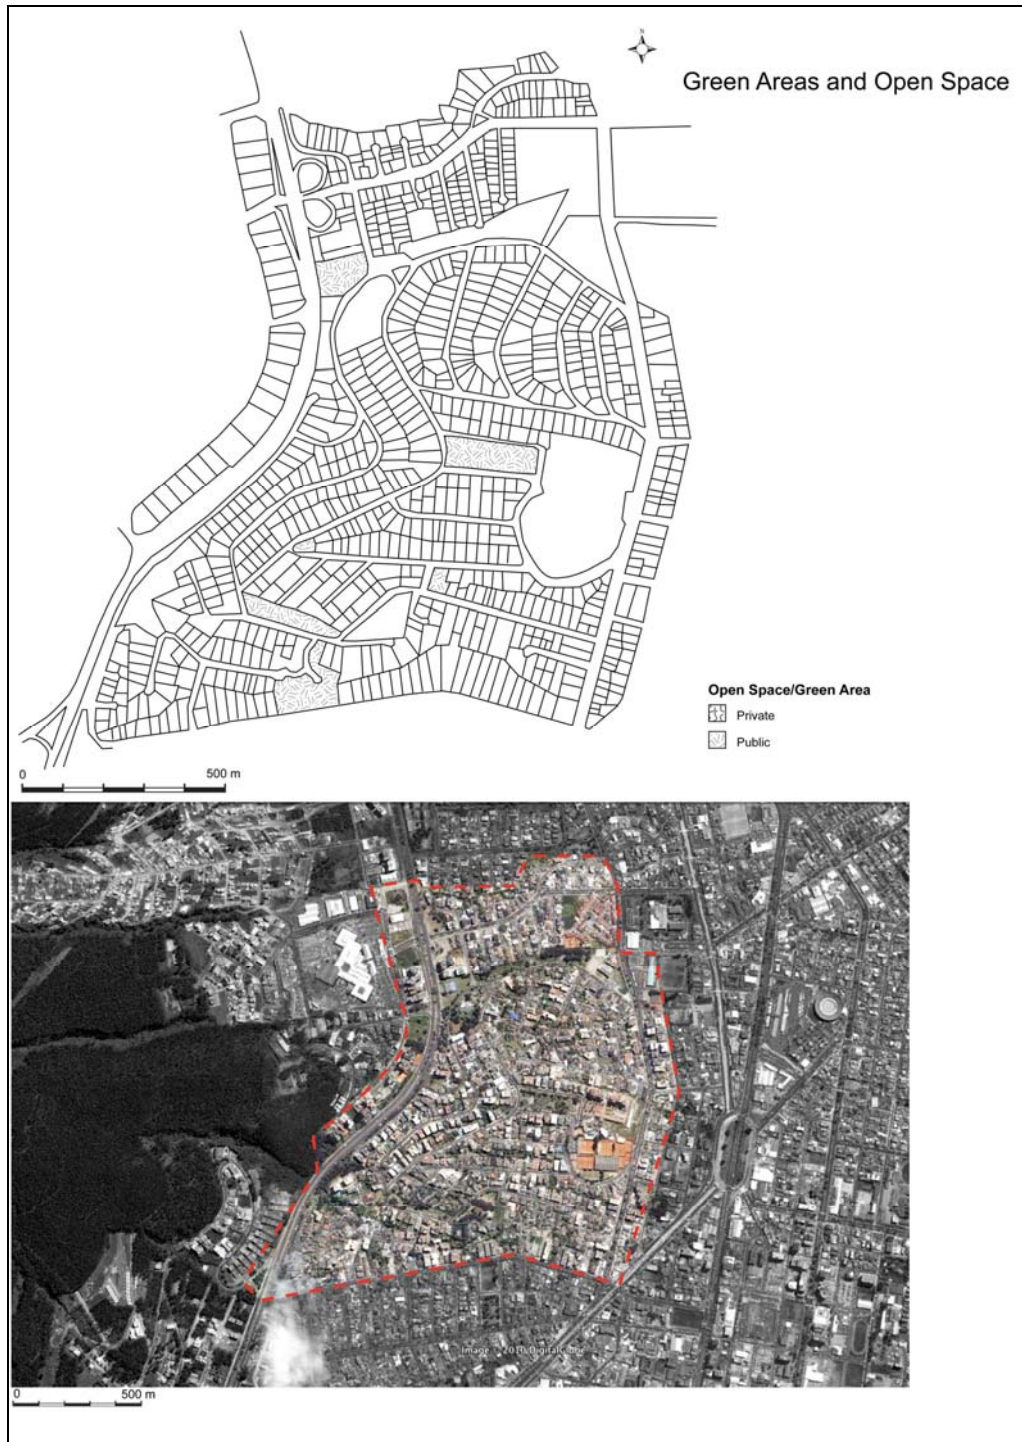 N
Green Areas and Open Space
Open Space/Green Area
Private
Public
0 500 m
Image © 2010 DigitalGlobe
0 500 m